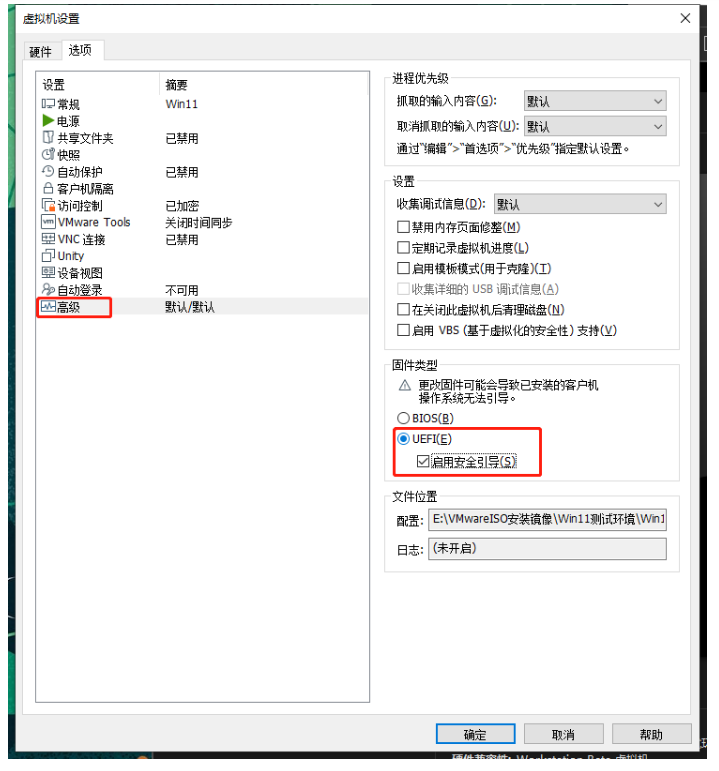 虚拟机设置
硬件 选项
设置 摘要
常规 Win11
电源
共享文件夹 已禁用
快照
自动保护 已禁用
客户机隔离
访问控制 已加密
vm VMware Tools 关闭时间同步
VNC 连接 已禁用
Unity
设备视图
自动登录 不可用
高级 默认/默认
进程优先级
抓取的输入内容(G): 默认
取消抓取的输入内容(U): 默认
通过"编辑">"首选项">"优先级"指定默认设置。
设置
收集调试信息(D): 默认
禁用内存页面修整(M)
定期记录虚拟机进度(L)
启用模板模式(用于克隆)(T)
收集详细的 USB 调试信息(A)
在关闭此虚拟机后清理磁盘(N)
启用 VBS (基于虚拟化的安全性) 支持(V)
固件类型
更改固件可能会导致已安装的客户机
操作系统无法引导。
BIOS(B)
UEFI(E)
启用安全引导(S)
文件位置
配置: E:\VMwareISO安装镜像\Win11测试环境\Win1
日志: (未开启)
确定 取消 帮助